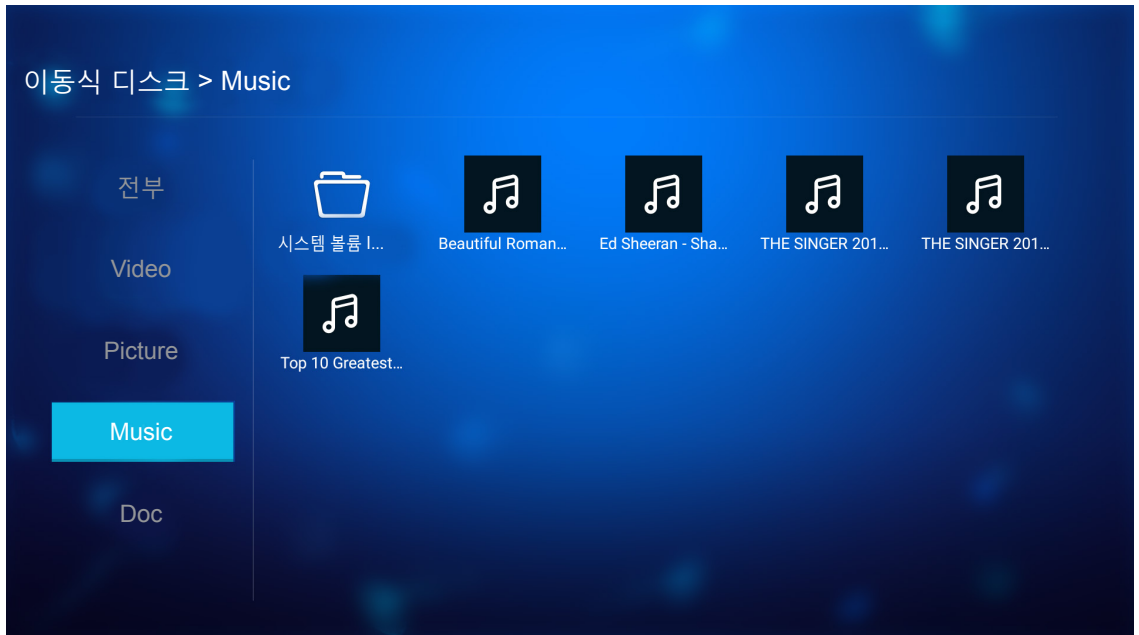 이동식 디스크 > Music
전부
Video
Picture
Music
Doc
시스템 볼륨 I...
Beautiful Roman...
Ed Sheeran - Sha...
THE SINGER 201...
THE SINGER 201...
Top 10 Greatest...